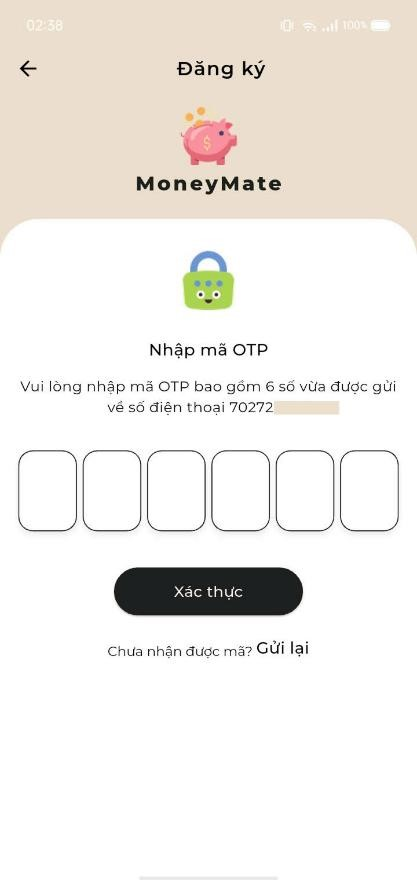 02:38
100%
Đăng ký
$
MoneyMate
Nhập mã OTP
Vui lòng nhập mã OTP bao gồm 6 số vừa được gửi
về số điện thoại 70272
Xác thực
Chưa nhận được mã? Gửi lại